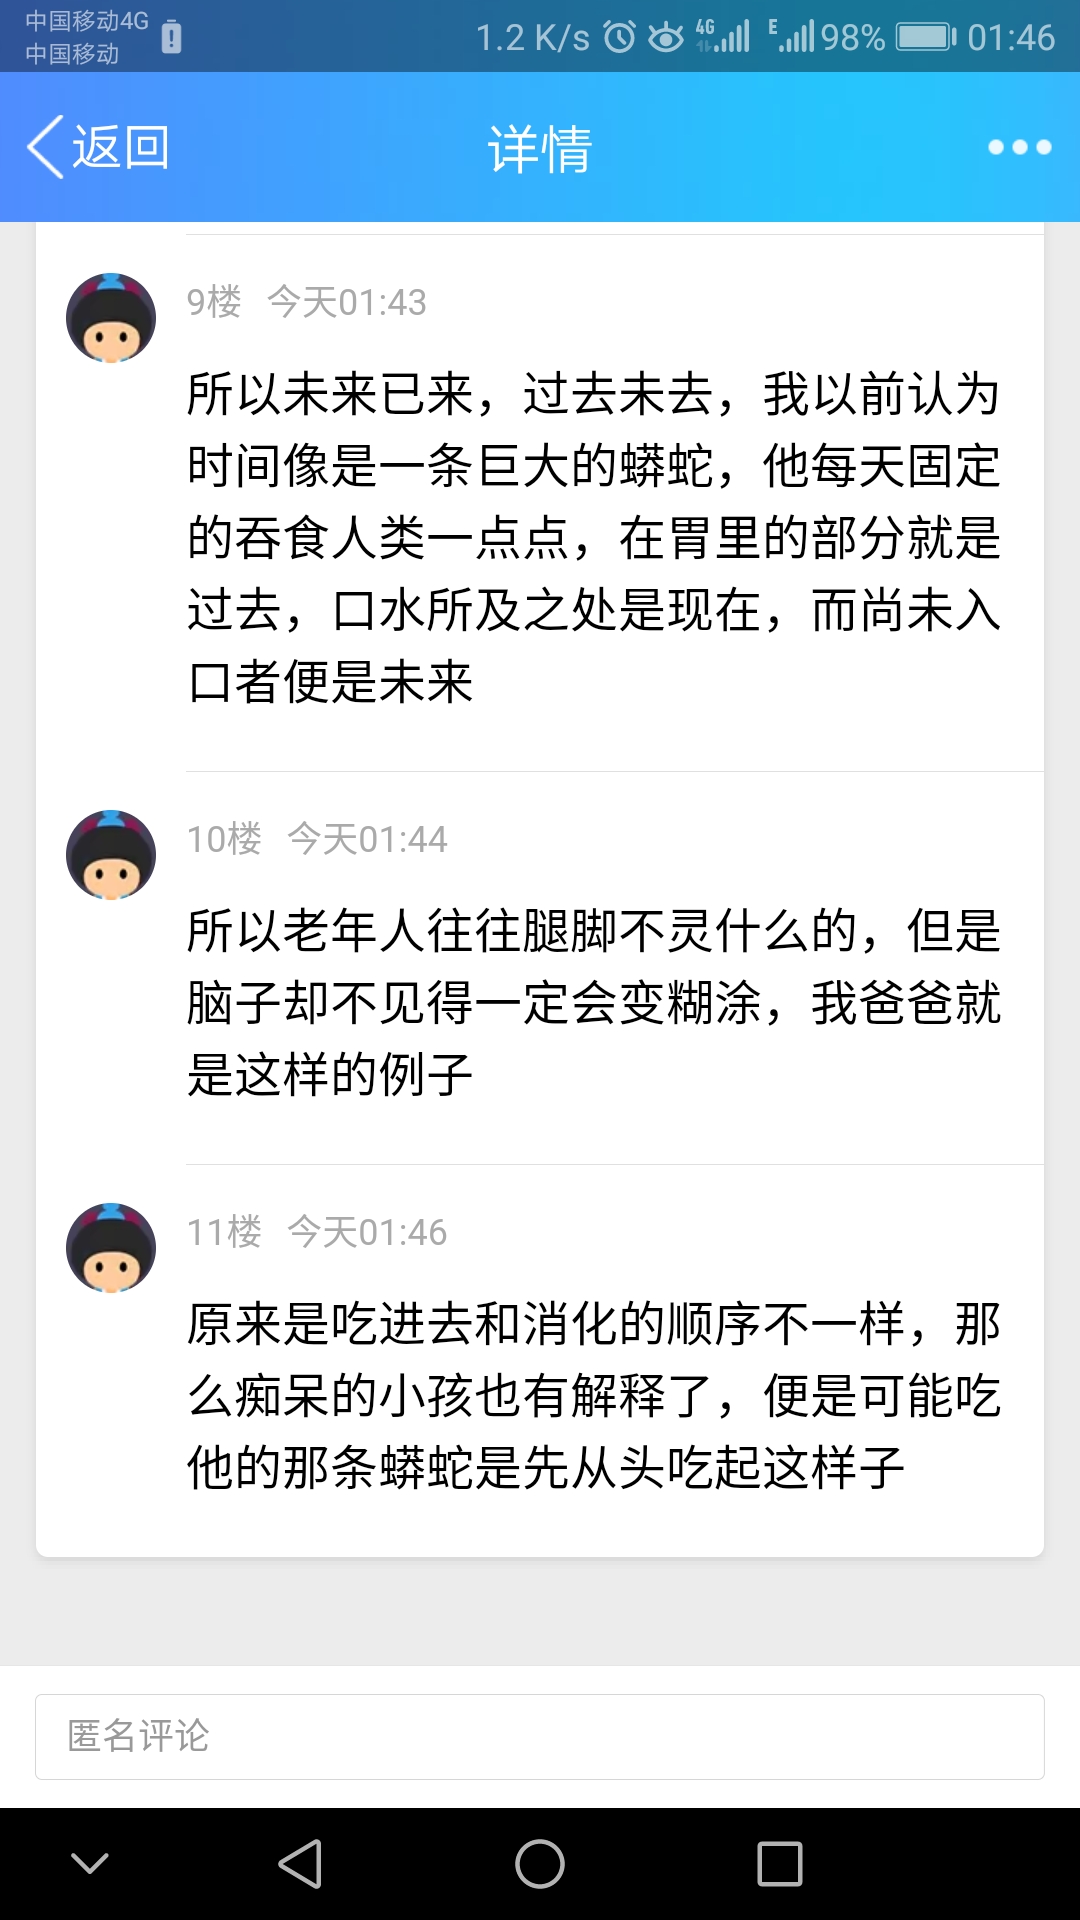 中国移动4G
中国移动
1.2 K/s 4G E 98% 01:46
返回 详情
9楼 今天01:43
所以未来已来，过去未去，我以前认为
时间像是一条巨大的蟒蛇，他每天固定
的吞食人类一点点，在胃里的部分就是
过去，口水所及之处是现在，而尚未入
口者便是未来
10楼 今天01:44
所以老年人往往腿脚不灵什么的，但是
脑子却不见得一定会变糊涂，我爸爸就
是这样的例子
11楼 今天01:46
原来是吃进去和消化的顺序不一样，那
么痴呆的小孩也有解释了，便是可能吃
他的那条蟒蛇是先从头吃起这样子
匿名评论